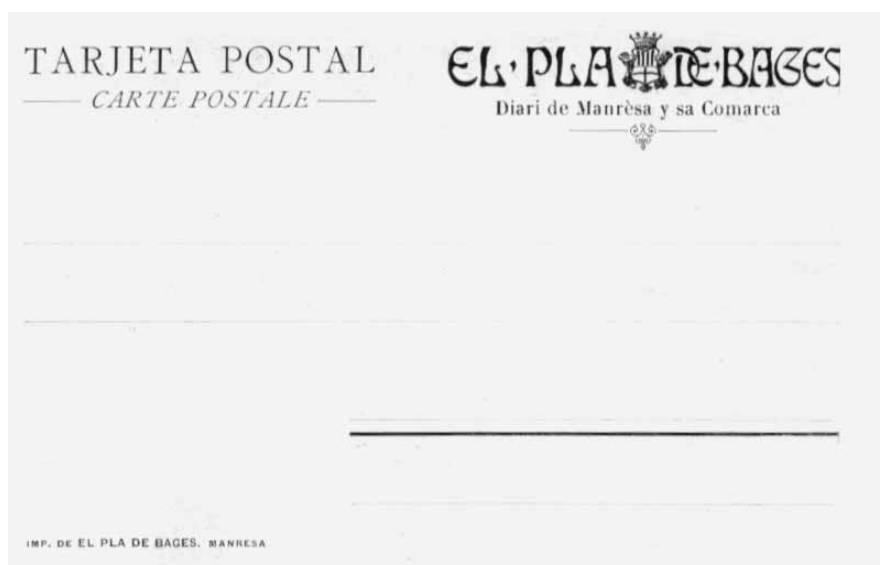 TARJETA POSTAL
CARTE POSTALE
EL·PLA DE·BAGES
Diari de Manrèsa y sa Comarca
IMP. DE EL PLA DE BAGES. MANRESA